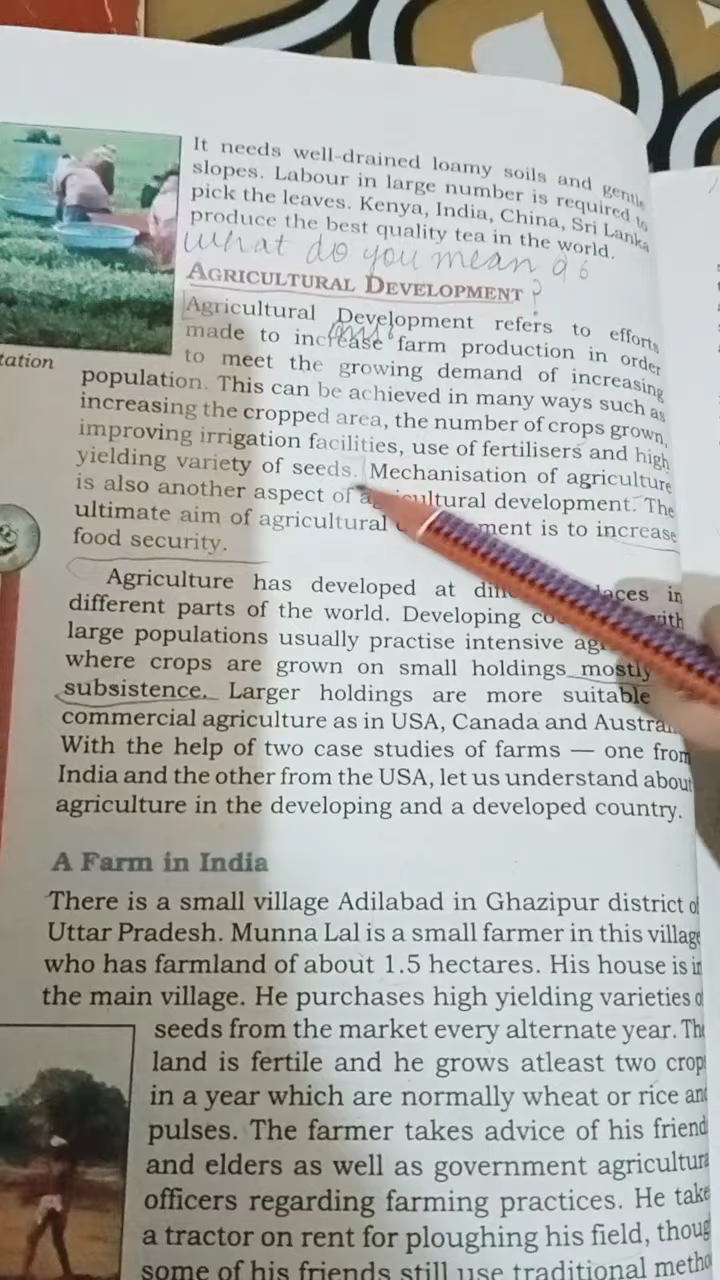 It needs well-drained loamy soils and gentle
slopes. Labour in large number is required to
pick the leaves. Kenya, India, China, Sri Lanka
produce the best quality tea in the world.
What do you mean
AGRICULTURAL DEVELOPMENT ?
Agricultural Development refers to efforts
made to increase farm production in order
tation
to meet the growing demand of increasing
population. This can be achieved in many ways such as
increasing the cropped area, the number of crops grown,
improving irrigation facilities, use of fertilisers and high
yielding variety of seeds. Mechanisation of agriculture
is also another aspect of agricultural development. The
ultimate aim of agricultural ment is to increase
food security.
Agriculture has developed at in
different parts of the world. Developing
large populations usually practise intensive
where crops are grown on small holdings mostly
subsistence. Larger holdings are more suitable
commercial agriculture as in USA, Canada and
With the help of two case studies of farms — one from
India and the other from the USA, let us understand about
agriculture in the developing and a developed country.
A Farm in India
There is a small village Adilabad in Ghazipur district of
Uttar Pradesh. Munna Lal is a small farmer in this village
who has farmland of about 1.5 hectares. His house is in
the main village. He purchases high yielding varieties
seeds from the market every alternate year. The
land is fertile and he grows atleast two crop
in a year which are normally wheat or rice and
pulses. The farmer takes advice of his friend
and elders as well as government agricultura
officers regarding farming practices. He take
a tractor on rent for ploughing his field, thoug
some of his friends still use traditional metho